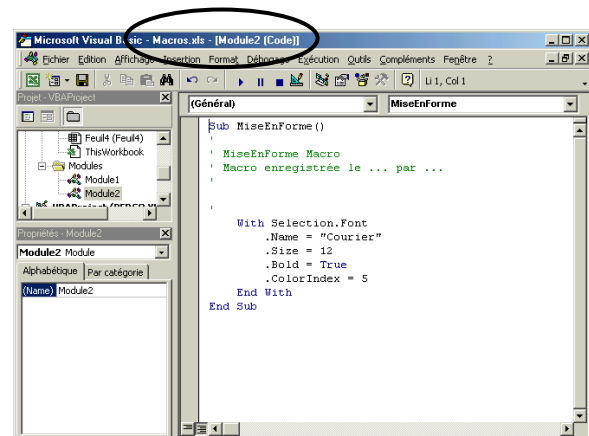 Microsoft Visual Basic - Macros.xls - [Module2 (Code)]
Fichier Edition Affichage Insertion Format Débogage Exécution Outils Compléments Fenêtre ?
Li 1, Col 1
Projet - VBAProject
(Général)
MiseEnForme
Feuil4 (Feuil4)
ThisWorkbook
Modules
Module1
Module2
Propriétés - Module2
Module2 Module
Alphabétique
Par catégorie
(Name) Module2
Sub MiseEnForme()
'
' MiseEnForme Macro
' Macro enregistrée le ... par ...
'
'
With Selection.Font
.Name = "Courier"
.Size = 12
.Bold = True
.ColorIndex = 5
End With
End Sub